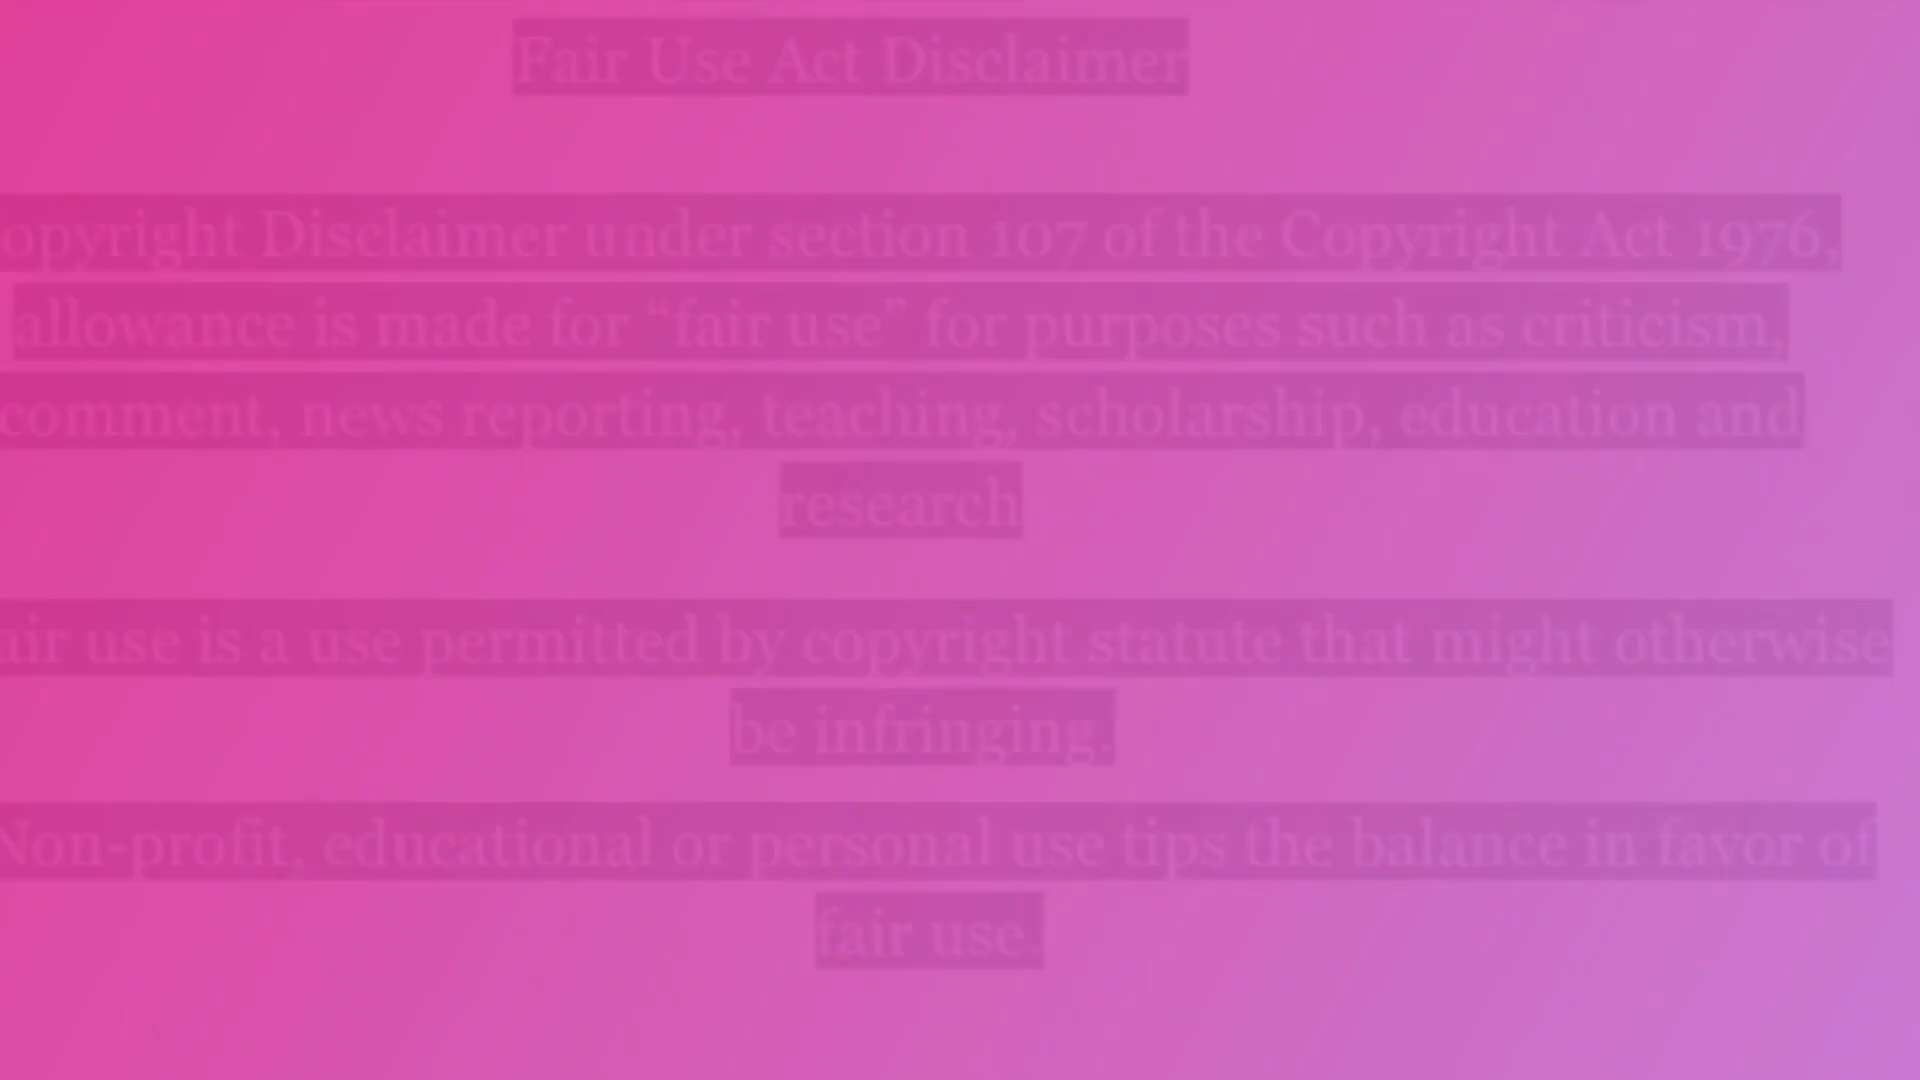 Fair Use Act Disclaimer
opyright Disclaimer under section 107 of the Copyright Act 1976,
allowance is made for “fair use” for purposes such as criticism,
comment, news reporting, teaching, scholarship, education and
research
air use is a use permitted by copyright statute that might otherwise
be infringing.
Non-profit, educational or personal use tips the balance in favor of
fair use.